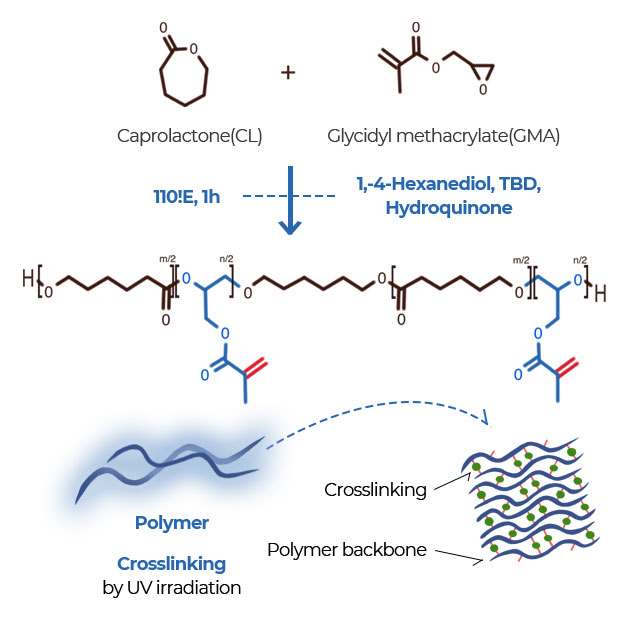 O
O
+
O
O
O
Caprolactone(CL)
Glycidyl methacrylate(GMA)
110!E, 1h
1,-4-Hexanediol, TBD,
Hydroquinone
m/2
n/2
m/2
n/2
H[O
][O
]O
O[
O][
O]H
O
O
O
O
O
O
Polymer
Crosslinking
by UV irradiation
Crosslinking
Polymer backbone